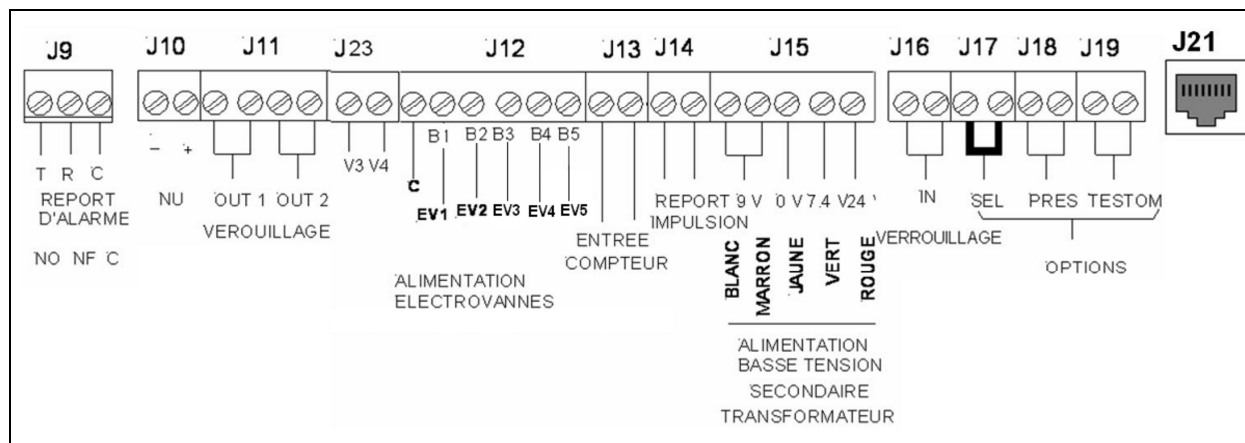 J9 J10 J11 J23 J12 J13 J14 J15 J16 J17 J18 J19 J21
B1 B2 B3 B4 B5
- +
V3 V4
T R C
C
REPORT
D'ALARME
NU
OUT 1 OUT 2
EV1 EV2 EV3 EV4 EV5
REPORT
IMPULSION
9 V 0 V 7.4 V 24 V
IN
SEL PRES TESTOM
VEROUILLAGE
ENTREE
COMPTEUR
VERROUILLAGE
NO NF C
OPTIONS
BLANC
MARRON
JAUNE
VERT
ROUGE
ALIMENTATION
ELECTROVANNES
ALIMENTATION
BASSE TENSION
SECONDAIRE
TRANSFORMATEUR